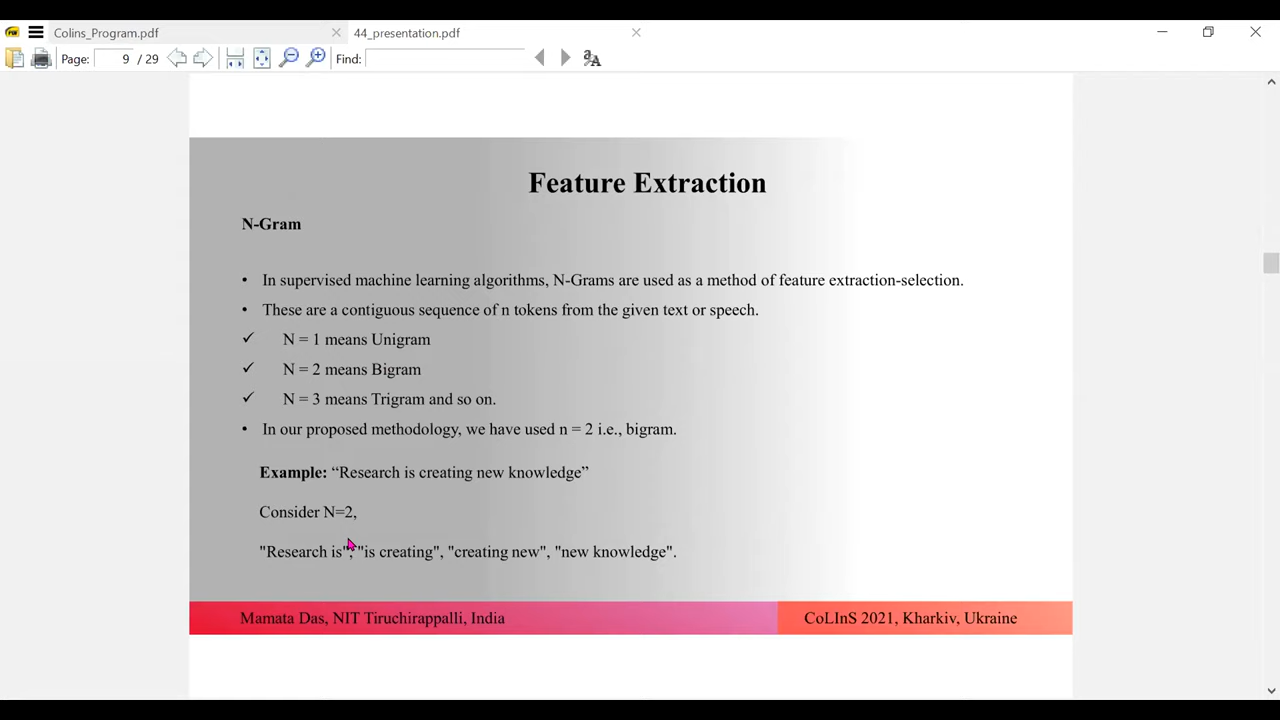 Colins_Program.pdf
44_presentation.pdf
Page: 9 / 29 Find:
Feature Extraction
N-Gram
• In supervised machine learning algorithms, N-Grams are used as a method of feature extraction-selection.
• These are a contiguous sequence of n tokens from the given text or speech.
✓ N = 1 means Unigram
✓ N = 2 means Bigram
✓ N = 3 means Trigram and so on.
• In our proposed methodology, we have used n = 2 i.e., bigram.
Example: “Research is creating new knowledge”
Consider N=2,
"Research is", "is creating", "creating new", "new knowledge".
Mamata Das, NIT Tiruchirappalli, India
CoLInS 2021, Kharkiv, Ukraine